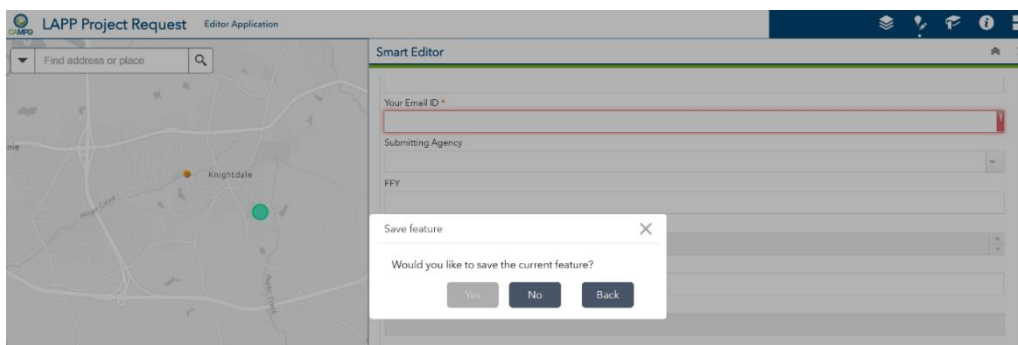 CAMPO
LAPP Project Request
Editor Application
Find address or place
Smart Editor
Your Email ID *
Submitting Agency
FFY
Knightdale
Save feature
Would you like to save the current feature?
Yes
No
Back